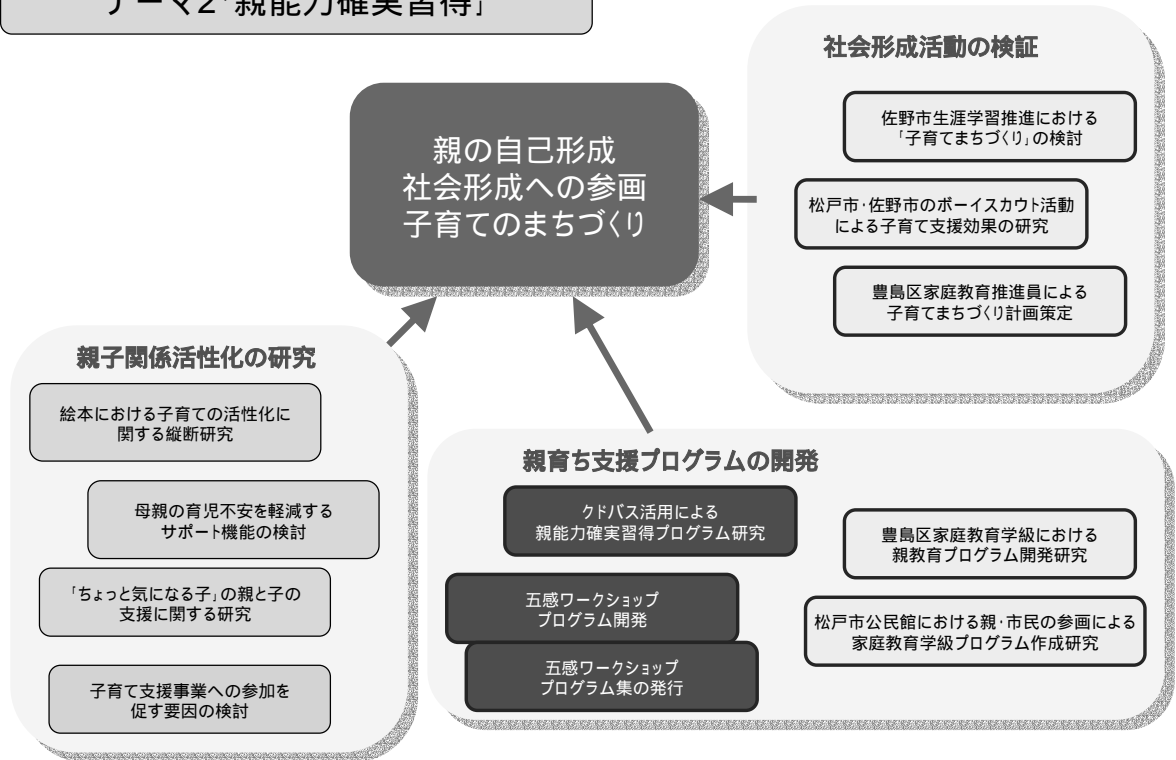 テーマ2「親能力確実習得」
社会形成活動の検証
佐野市生涯学習推進における
「子育てまちづくり」の検討
松戸市・佐野市のボーイスカウト活動
による子育て支援効果の研究
豊島区家庭教育推進員による
子育てまちづくり計画策定
親の自己形成
社会形成への参画
子育てのまちづくり
親子関係活性化の研究
絵本における子育ての活性化に
関する縦断研究
母親の育児不安を軽減する
サポート機能の検討
「ちょっと気になる子」の親と子の
支援に関する研究
子育て支援事業への参加を
促す要因の検討
親育ち支援プログラムの開発
クドバス活用による
親能力確実習得プログラム研究
五感ワークショップ
プログラム開発
五感ワークショップ
プログラム集の発行
豊島区家庭教育学級における
親教育プログラム開発研究
松戸市公民館における親・市民の参画による
家庭教育学級プログラム作成研究